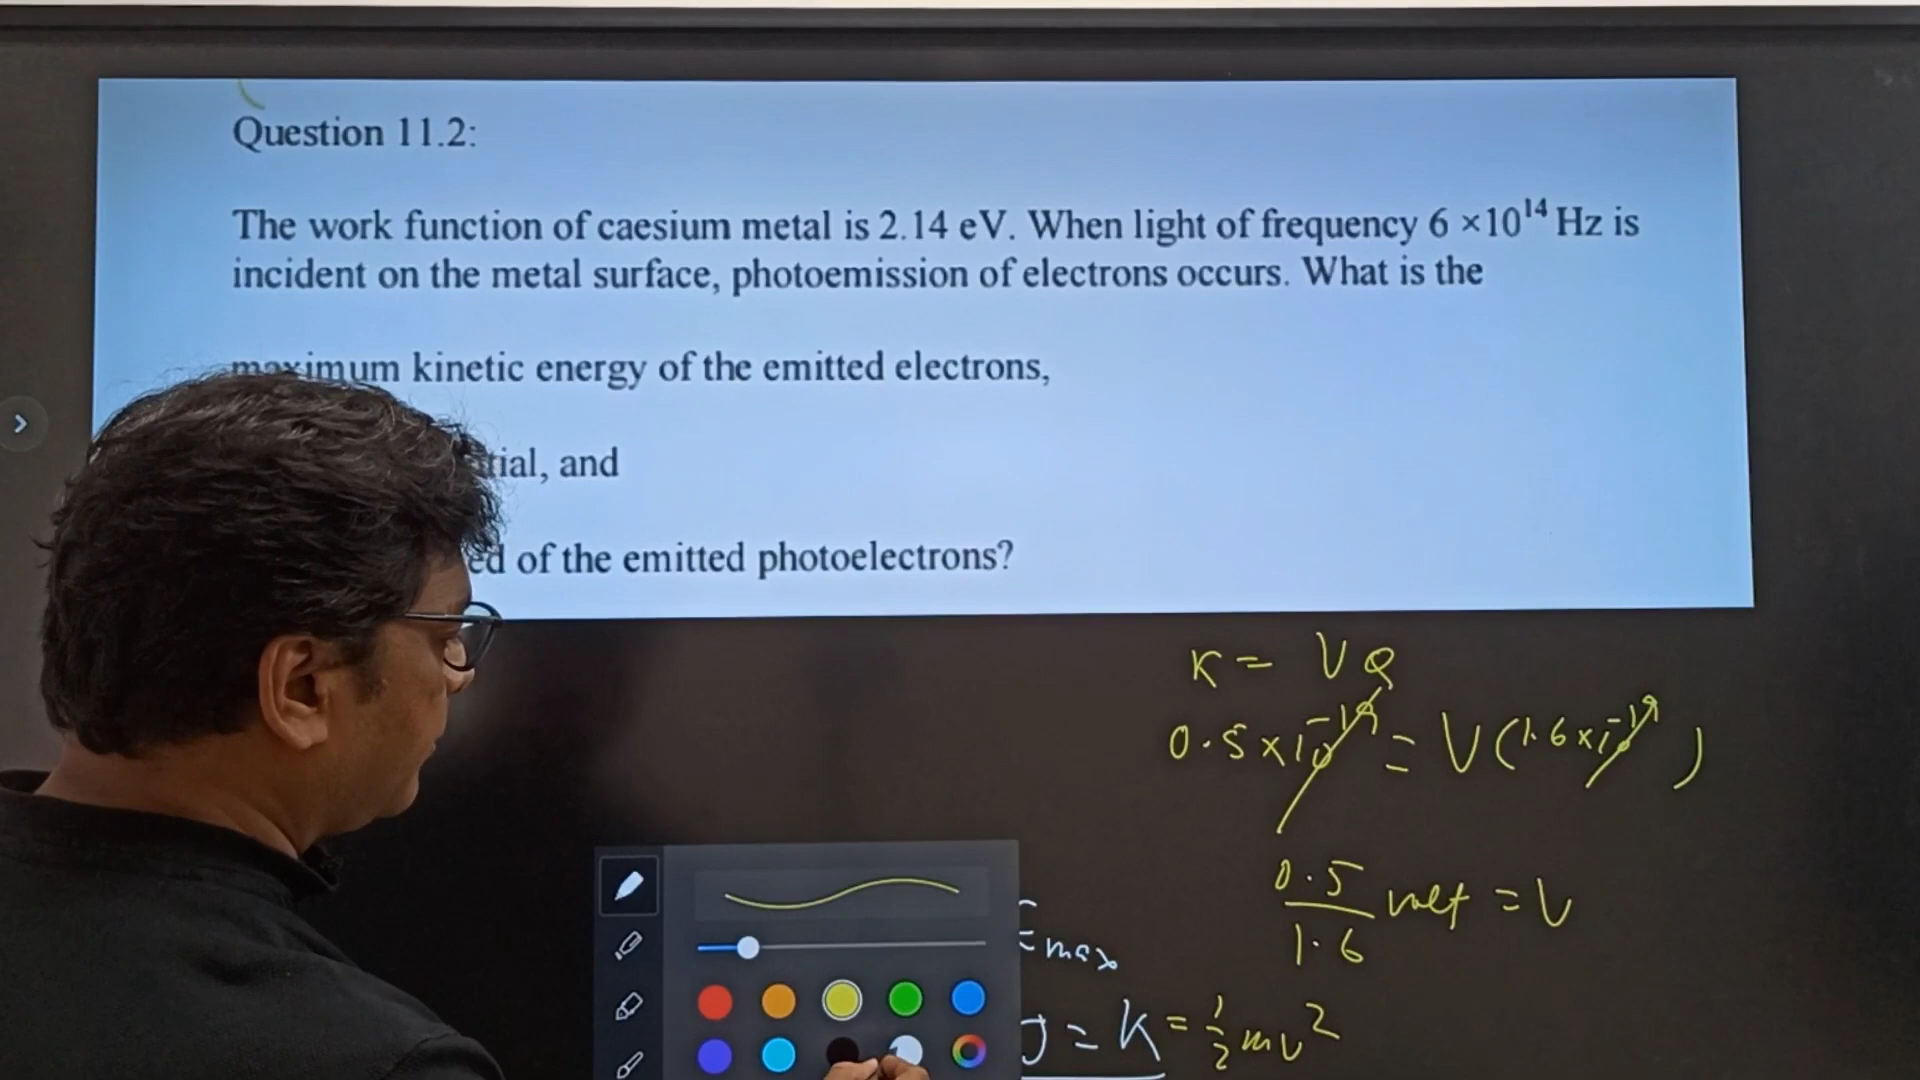 Question 11.2:
The work function of caesium metal is 2.14 eV. When light of frequency 6 ×10¹⁴ Hz is
incident on the metal surface, photoemission of electrons occurs. What is the
maximum kinetic energy of the emitted electrons,
tial, and
ed of the emitted photoelectrons?
K = VQ
0.5×10⁻¹⁹ = V(1.6×10⁻¹⁹)
0.5/1.6 volt = V
max
J = K = ½mv²